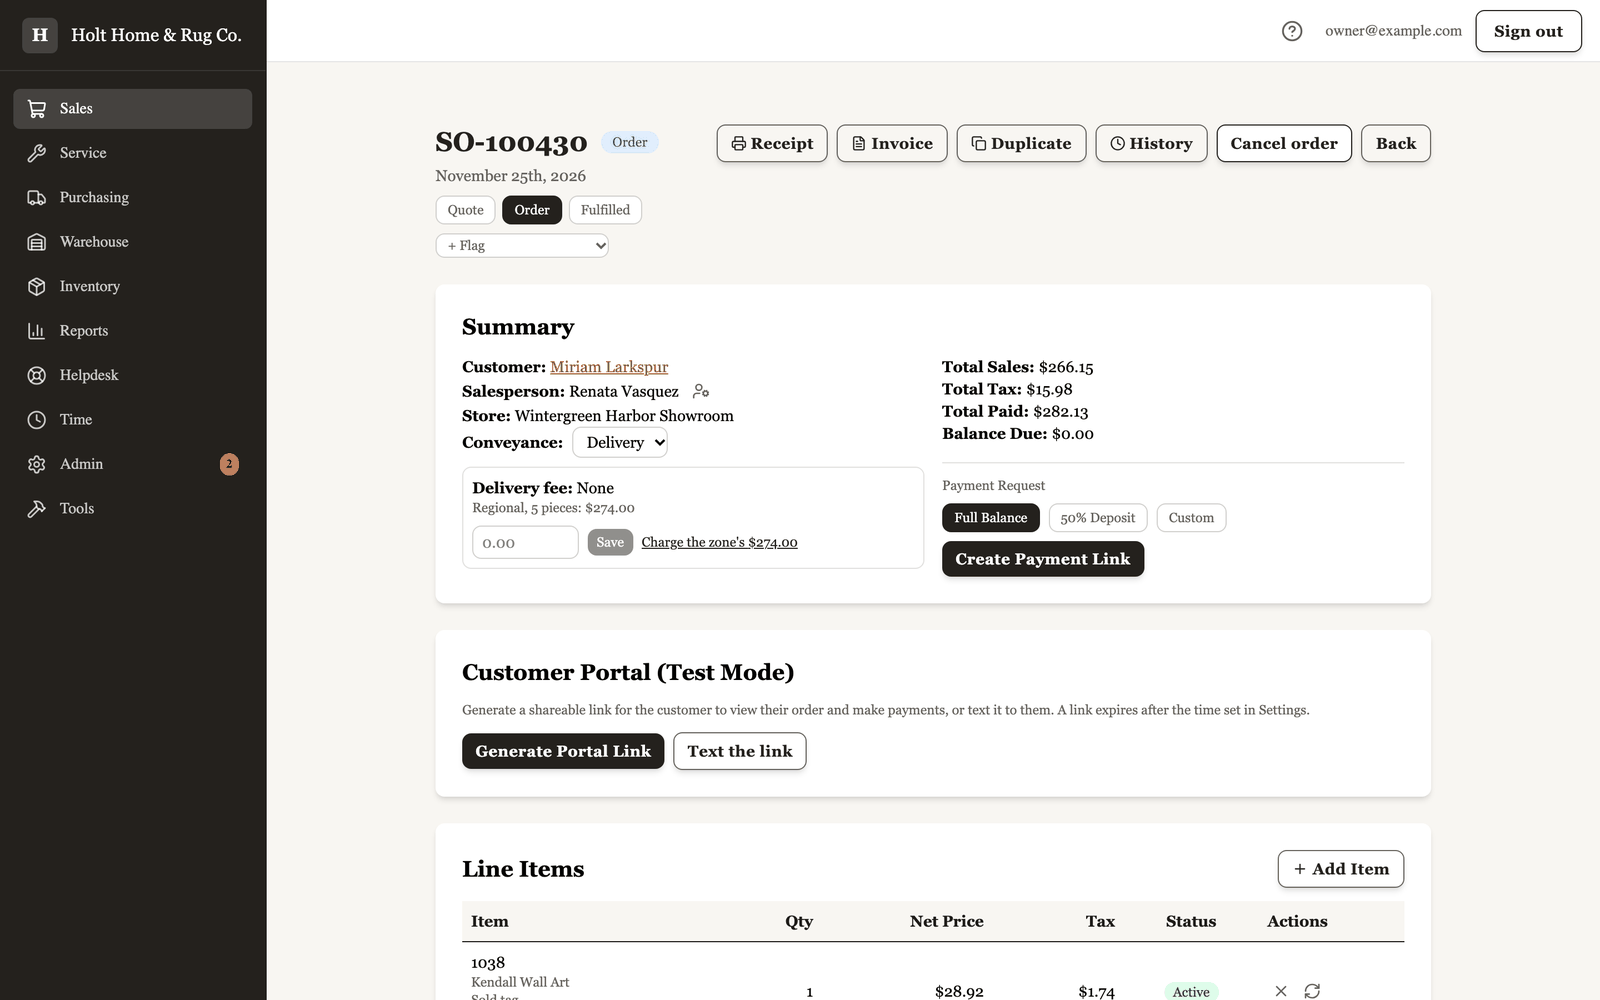 H Holt Home & Rug Co.
owner@example.com Sign out
Sales
Service
Purchasing
Warehouse
Inventory
Reports
Helpdesk
Time
Admin 2
Tools
SO-100430 Order
Receipt Invoice Duplicate History Cancel order Back
November 25th, 2026
Quote Order Fulfilled
+ Flag
Summary
Customer: Miriam Larkspur
Salesperson: Renata Vasquez
Store: Wintergreen Harbor Showroom
Conveyance: Delivery
Delivery fee: None
Regional, 5 pieces: $274.00
0.00 Save Charge the zone's $274.00
Total Sales: $266.15
Total Tax: $15.98
Total Paid: $282.13
Balance Due: $0.00
Payment Request
Full Balance 50% Deposit Custom
Create Payment Link
Customer Portal (Test Mode)
Generate a shareable link for the customer to view their order and make payments, or text it to them. A link expires after the time set in Settings.
Generate Portal Link Text the link
Line Items + Add Item
Item Qty Net Price Tax Status Actions
1038
Kendall Wall Art
Sold tag
1 $28.92 $1.74 Active